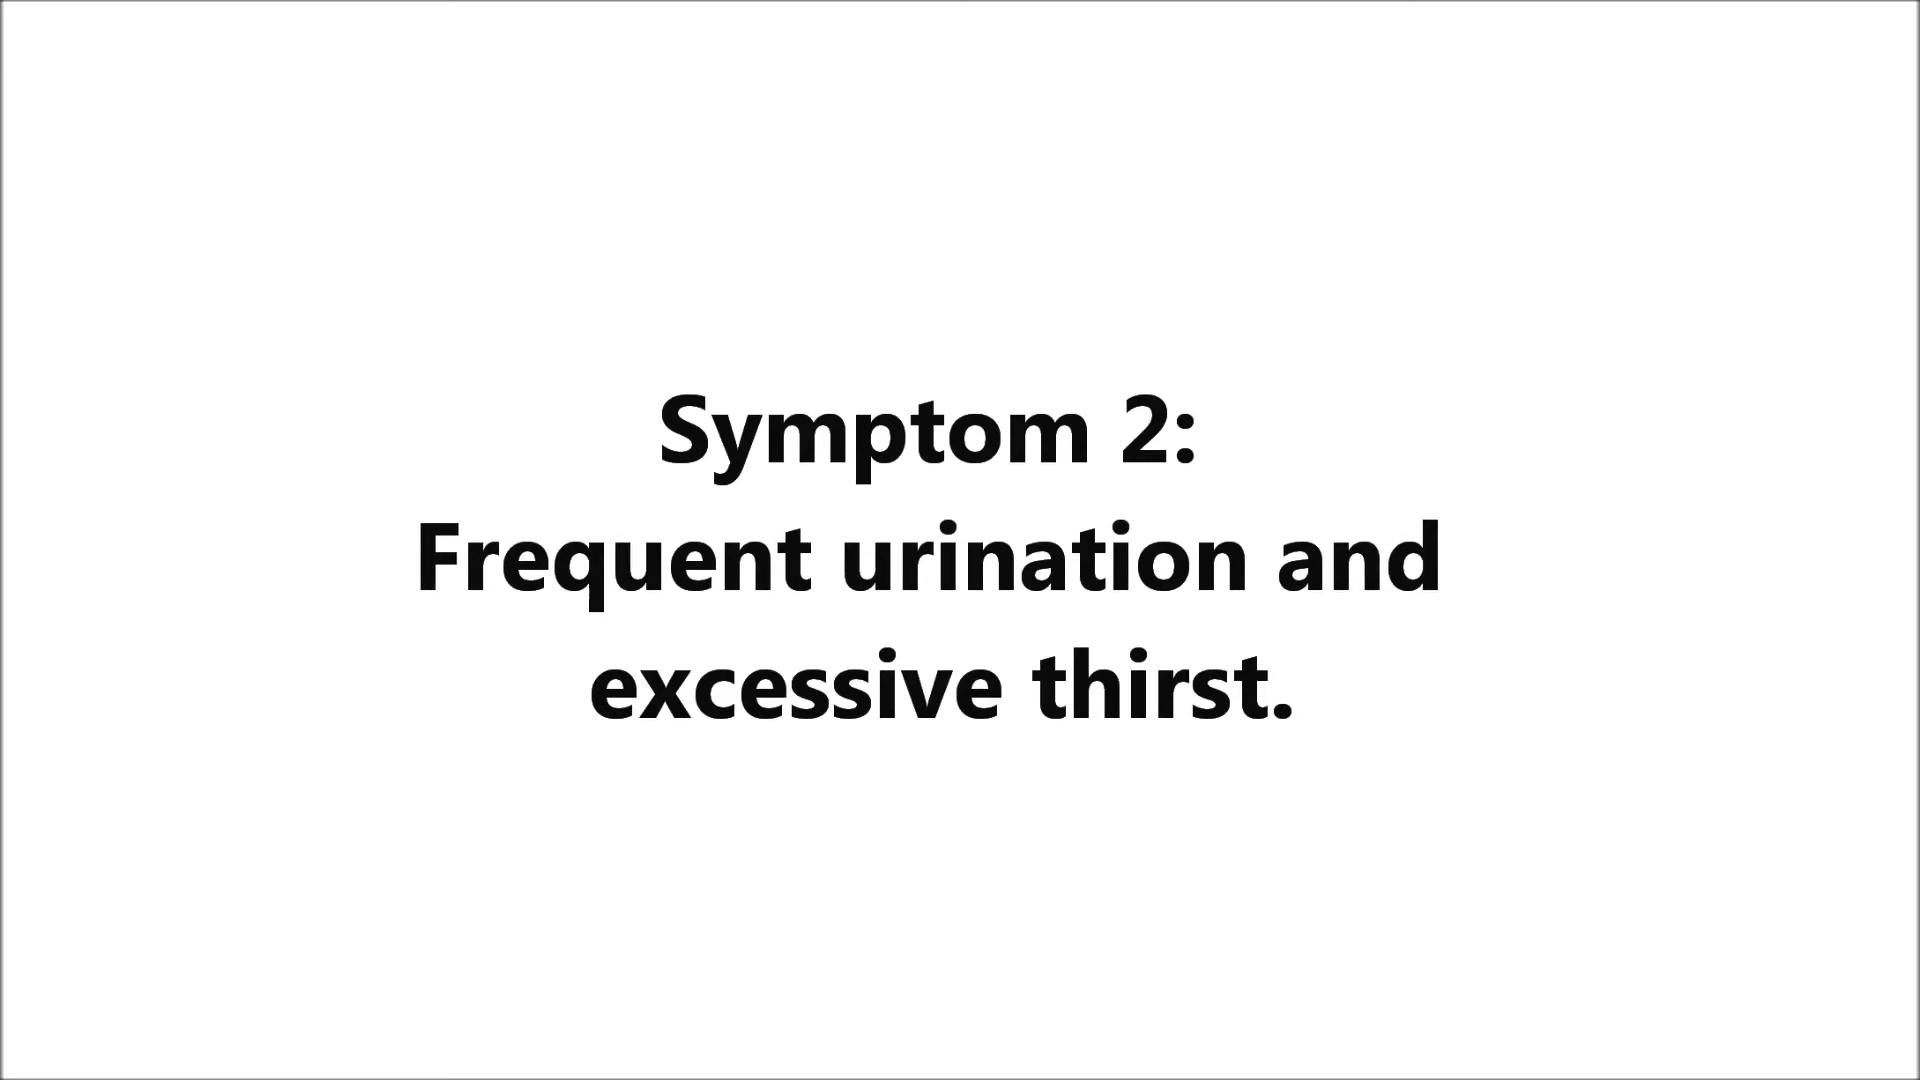 Symptom 2:
Frequent urination and
excessive thirst.